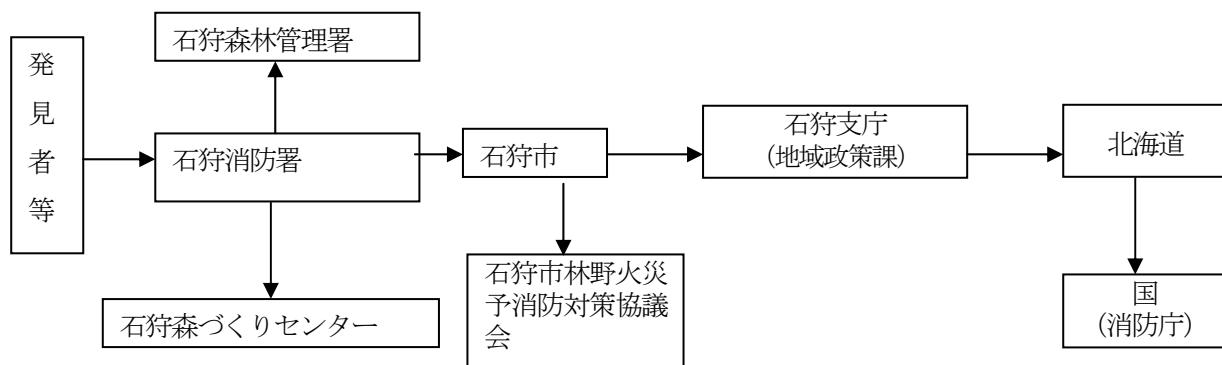 発見者等
石狩森林管理署
石狩消防署
石狩森づくりセンター
石狩市
石狩市林野火災
予消防対策協議
会
石狩支庁
(地域政策課)
北海道
国
(消防庁)